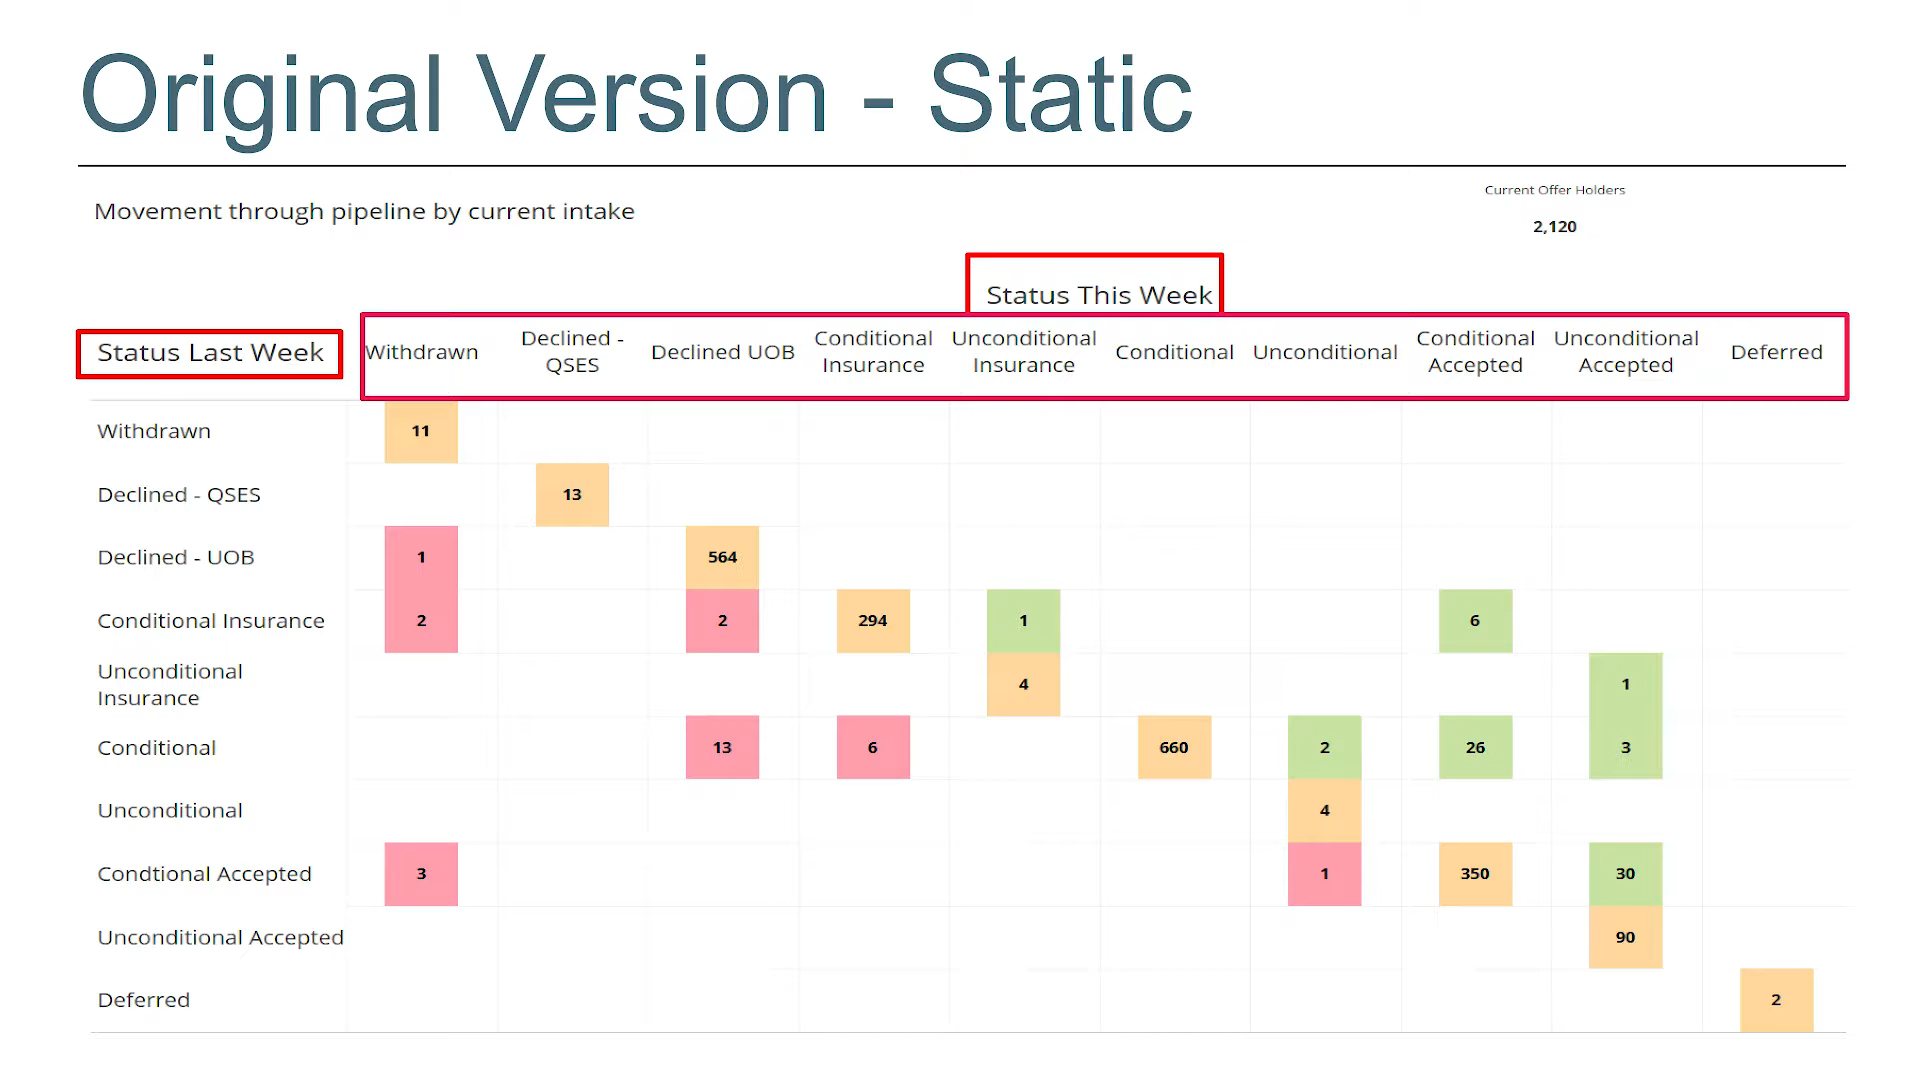 Original Version - Static
Movement through pipeline by current intake
Current Offer Holders
2,120
Status This Week
Status Last Week
Withdrawn
Declined -
QSES
Declined UOB
Conditional
Insurance
Unconditional
Insurance
Conditional
Unconditional
Conditional
Accepted
Unconditional
Accepted
Deferred
Withdrawn 11
Declined - QSES 13
Declined - UOB 1 564
Conditional Insurance 2 2 294 1 6
Unconditional
Insurance
4 1
Conditional 13 6 660 2 26 3
Unconditional 4
Condtional Accepted 3 1 350 30
Unconditional Accepted 90
Deferred 2